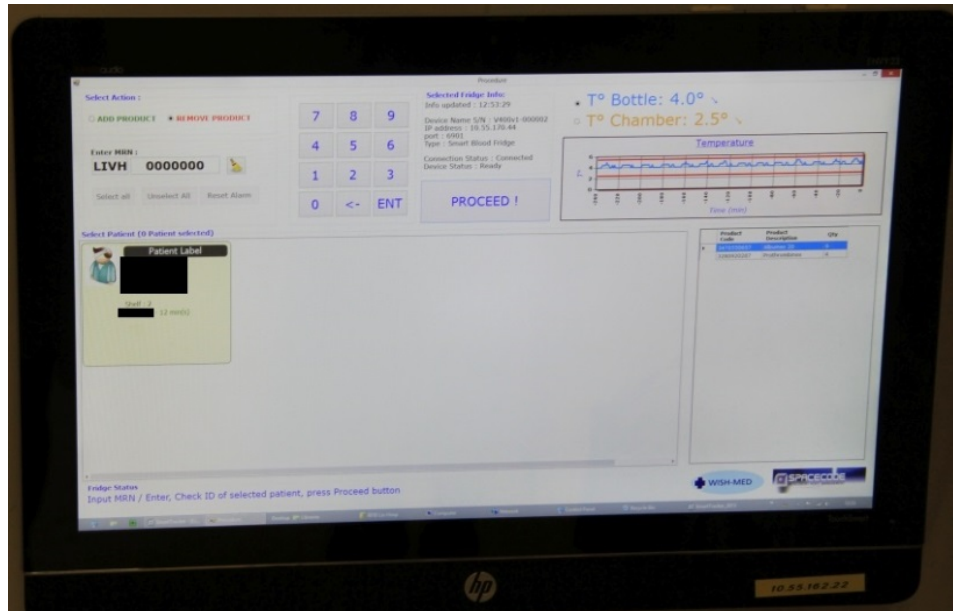 Procedure
Select Action :
ADD PRODUCT REMOVE PRODUCT
Enter MRN :
LIVH 0000000
Select all Unselect All Reset Alarm
7 8 9
4 5 6
1 2 3
0 <- ENT
Selected Fridge Info:
Info updated : 12:53:29
Device Name S/N : V400v1-000002
IP address : 10.55.170.44
port : 6901
Type : Smart Blood Fridge
Connection Status : Connected
Device Status : Ready
PROCEED !
T° Bottle: 4.0°
T° Chamber: 2.5°
Temperature
Time (min)
Select Patient (0 Patient selected)
Patient Label
Shelf : 2
12 min(s)
Product Code Product Description Qty
Fridge Status
Input MRN / Enter, Check ID of selected patient, press Proceed button
WISH-MED
SPACECODE
hp
10.55.162.22